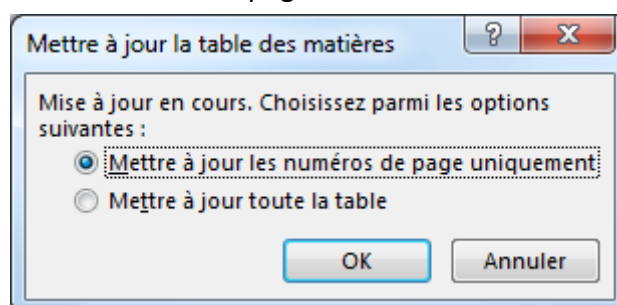 Mettre à jour la table des matières
Mise à jour en cours. Choisissez parmi les options
suivantes :
Mettre à jour les numéros de page uniquement
Mettre à jour toute la table
OK Annuler